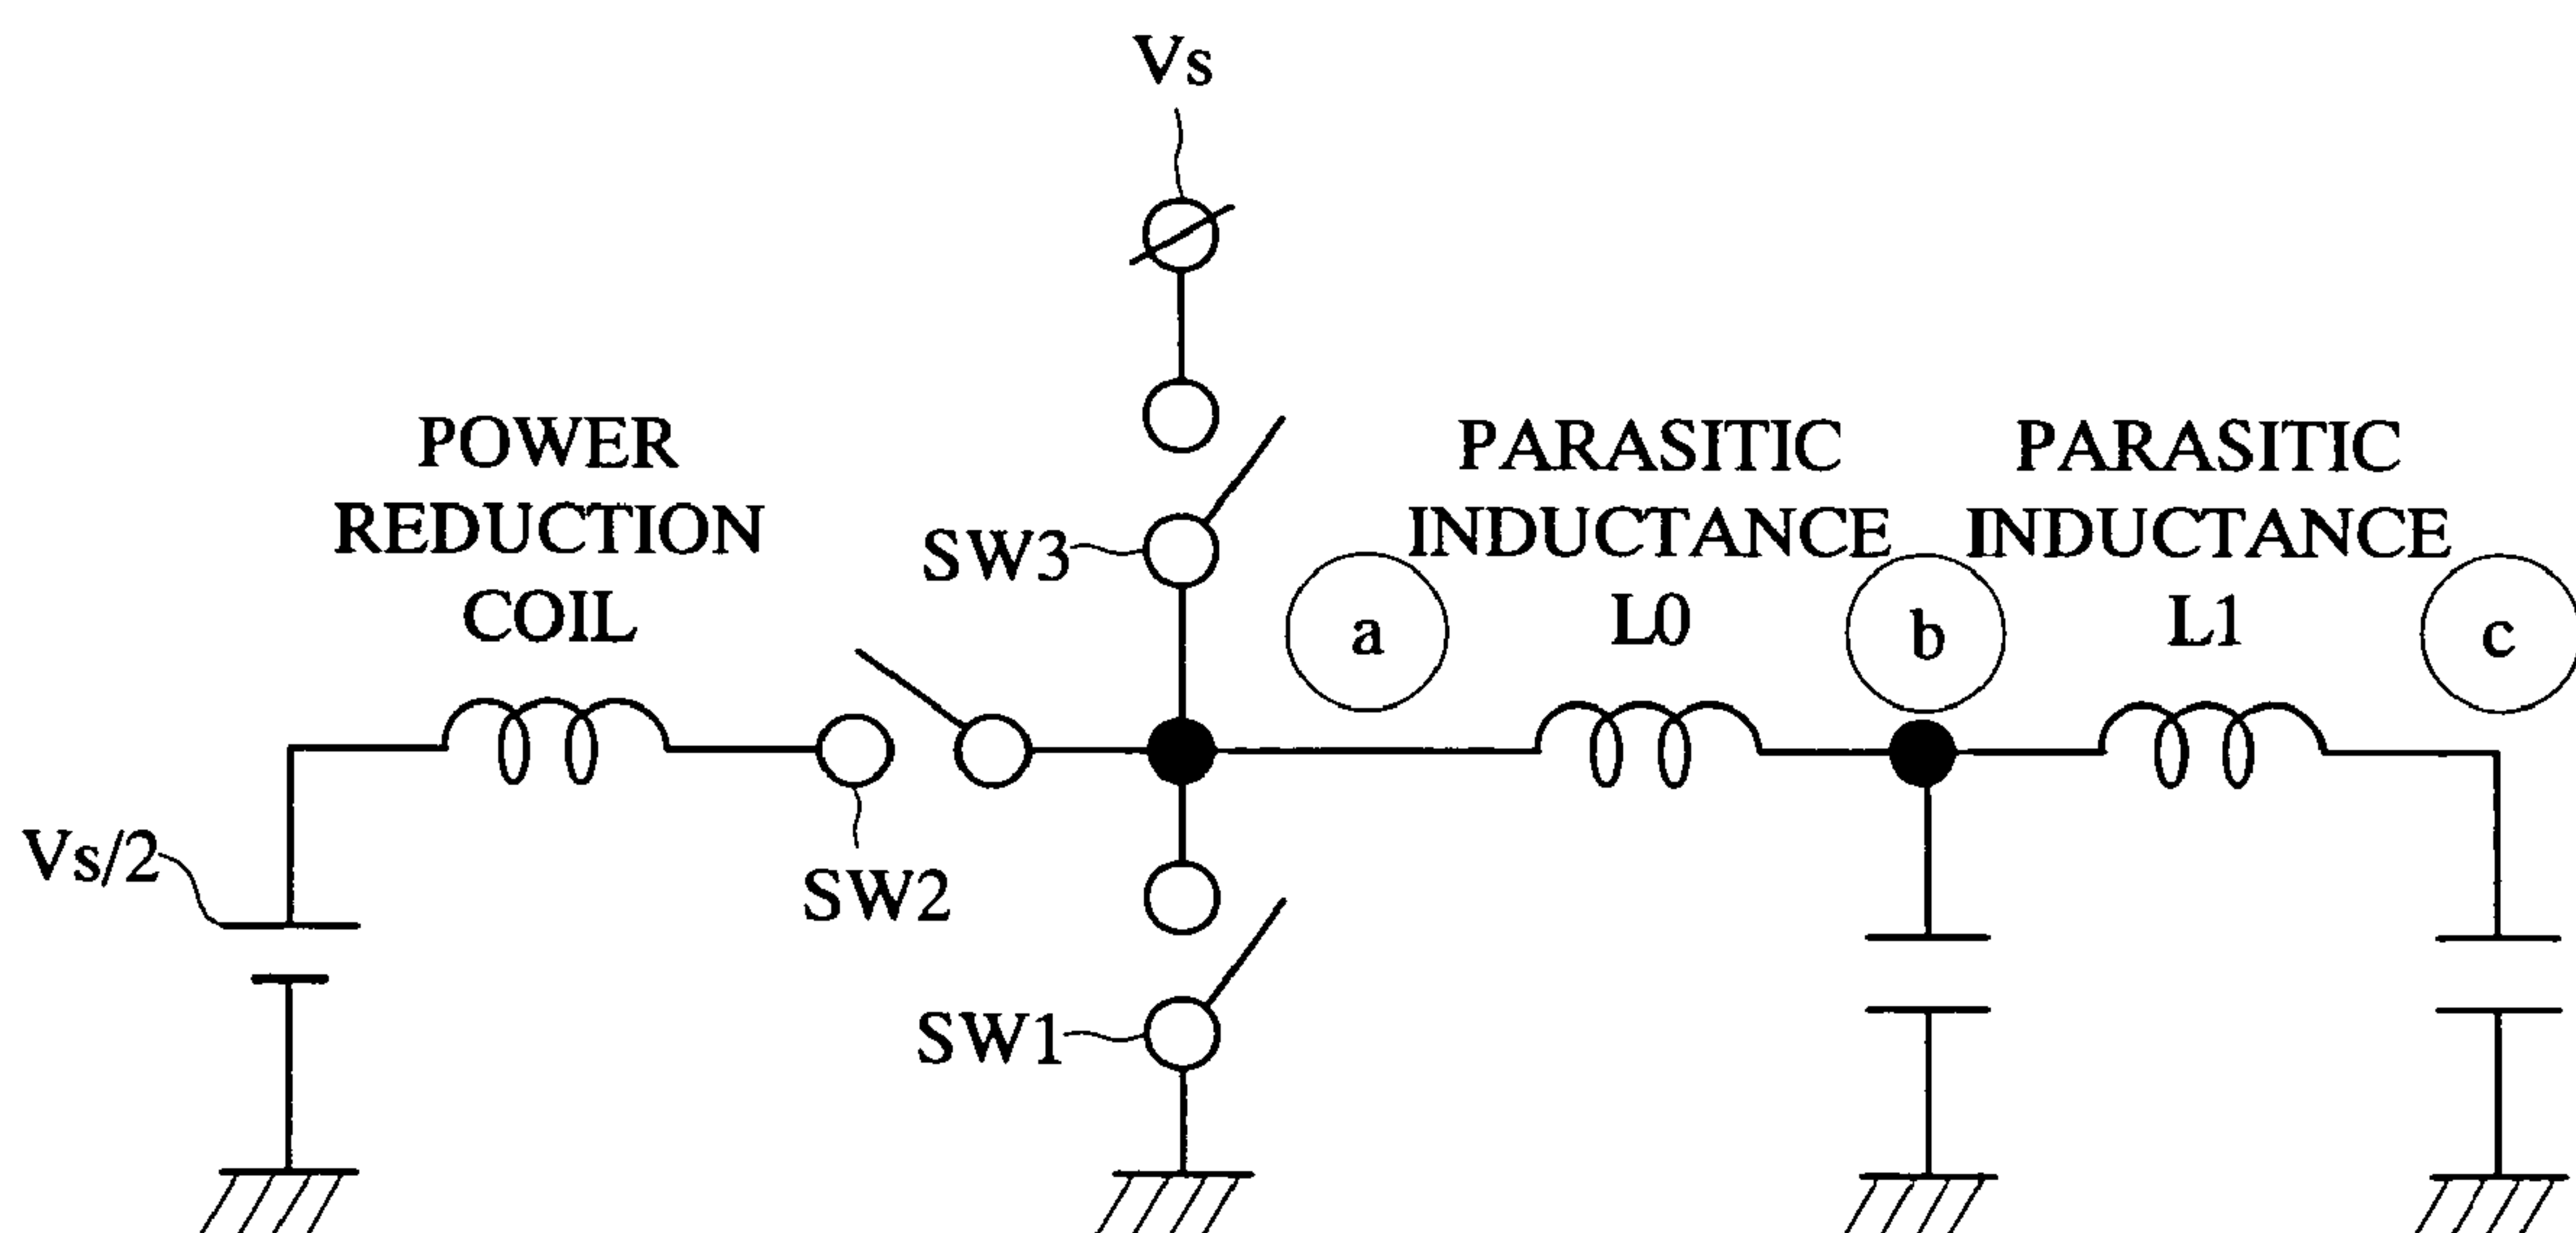 Vs
POWER
REDUCTION
COIL
PARASITIC
INDUCTANCE
L0
PARASITIC
INDUCTANCE
L1
SW3
a
b
c
Vs/2
SW2
SW1